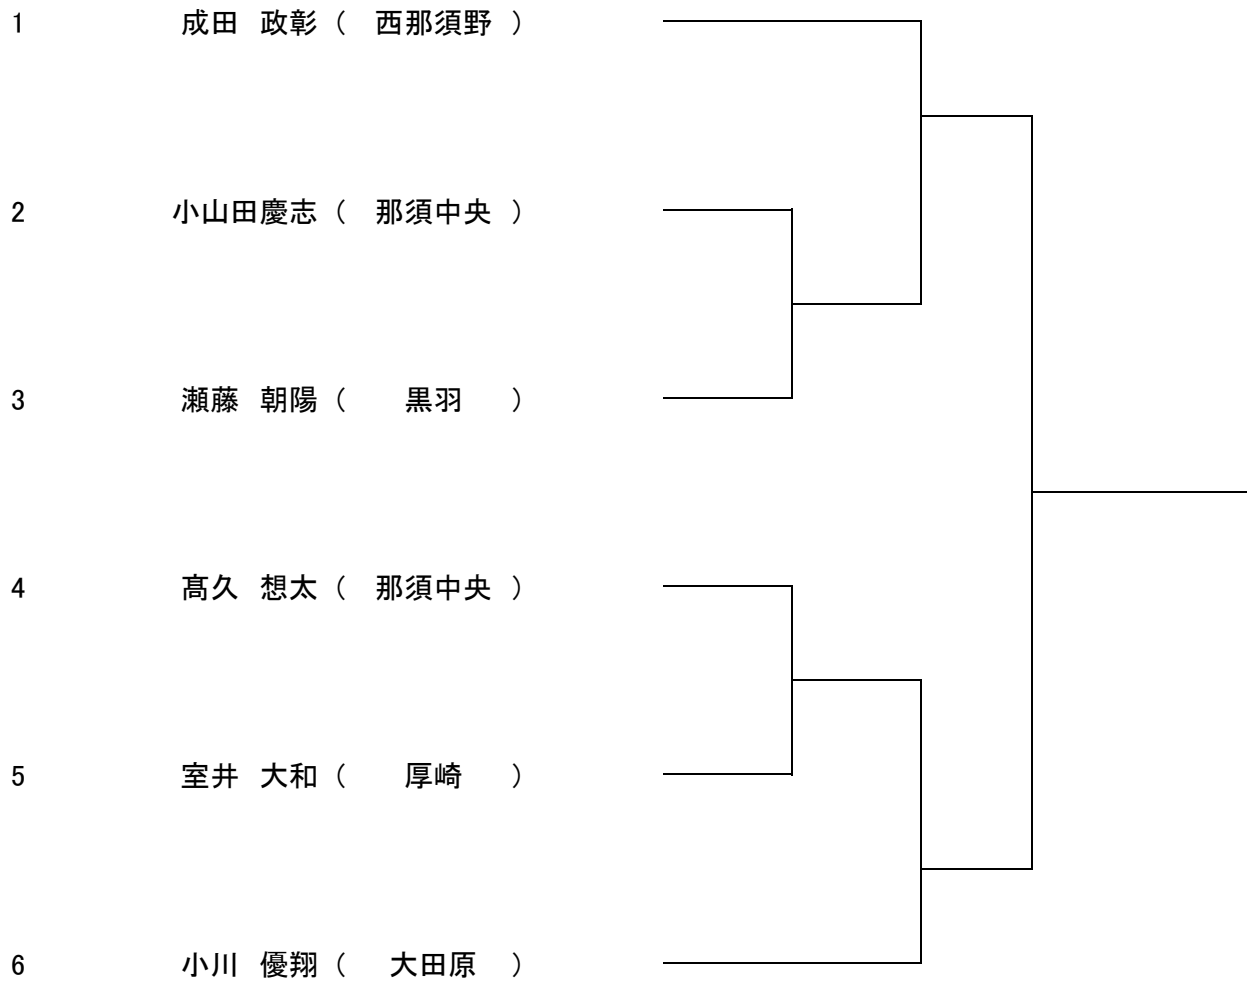 1 成田 政彰 ( 西那須野 )
2 小山田慶志 ( 那須中央 )
3 瀬藤 朝陽 ( 黒羽 )
4 髙久 想太 ( 那須中央 )
5 室井 大和 ( 厚崎 )
6 小川 優翔 ( 大田原 )